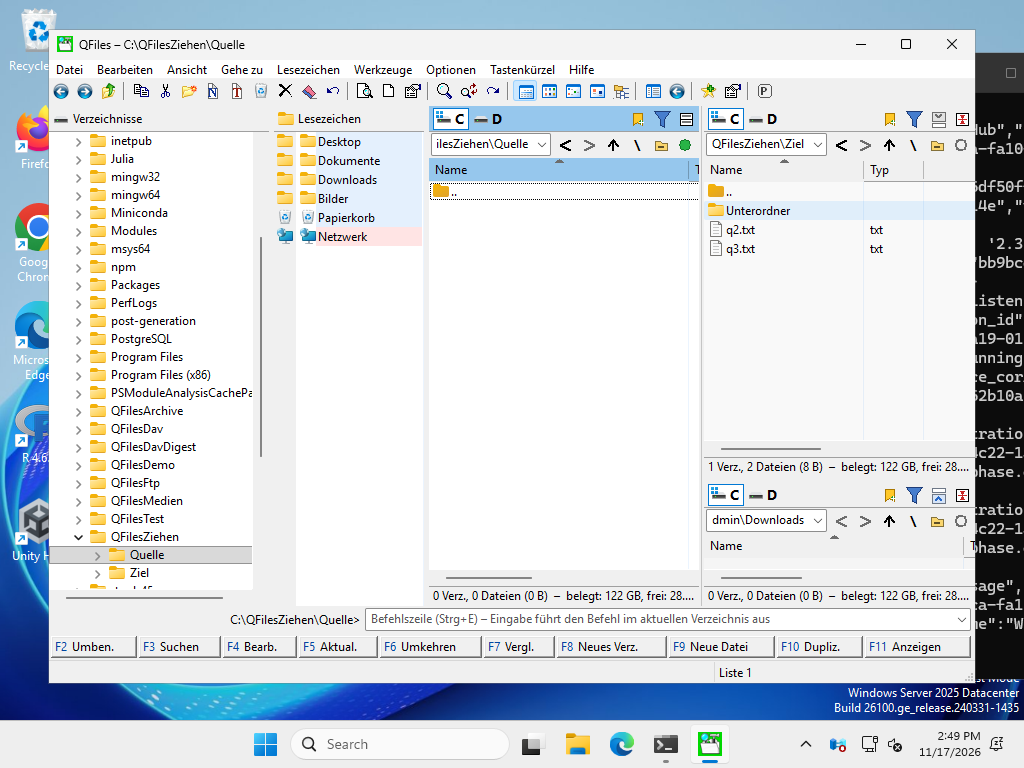 Recycle
Firefo
Goog
Chron
Micros
Edge
R 4.6.
Unity H
QFiles – C:\QFilesZiehen\Quelle
Datei Bearbeiten Ansicht Gehe zu Lesezeichen Werkzeuge Optionen Tastenkürzel Hilfe
Verzeichnisse
inetpub
Julia
mingw32
mingw64
Miniconda
Modules
msys64
npm
Packages
PerfLogs
post-generation
PostgreSQL
Program Files
Program Files (x86)
PSModuleAnalysisCachePa
QFilesArchive
QFilesDav
QFilesDavDigest
QFilesDemo
QFilesFtp
QFilesMedien
QFilesTest
QFilesZiehen
Quelle
Ziel
Lesezeichen
Desktop
Dokumente
Downloads
Bilder
Papierkorb
Netzwerk
C D
ilesZiehen\Quelle < > \
Name T
..
0 Verz., 0 Dateien (0 B) – belegt: 122 GB, frei: 28....
C D
QFilesZiehen\Ziel < > \
Name Typ
..
Unterordner
q2.txt txt
q3.txt txt
1 Verz., 2 Dateien (8 B) – belegt: 122 GB, frei: 28....
C D
dmin\Downloads < > \
Name T
0 Verz., 0 Dateien (0 B) – belegt: 122 GB, frei: 28....
C:\QFilesZiehen\Quelle> Befehlszeile (Strg+E) – Eingabe führt den Befehl im aktuellen Verzeichnis aus
F2 Umben. F3 Suchen F4 Bearb. F5 Aktual. F6 Umkehren F7 Vergl. F8 Neues Verz. F9 Neue Datei F10 Dupliz. F11 Anzeigen
Liste 1
Windows Server 2025 Datacenter
Build 26100.ge_release.240331-1435
Search
2:49 PM
11/17/2026